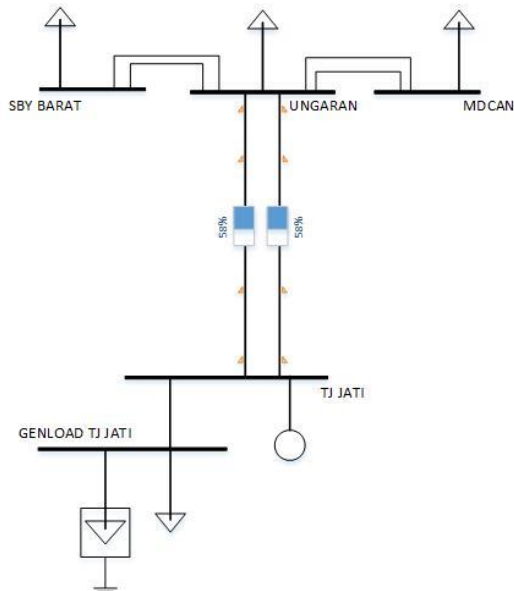 SBY BARAT
UNGARAN
MDCAN
58%
58%
TJ JATI
GENLOAD TJ JATI